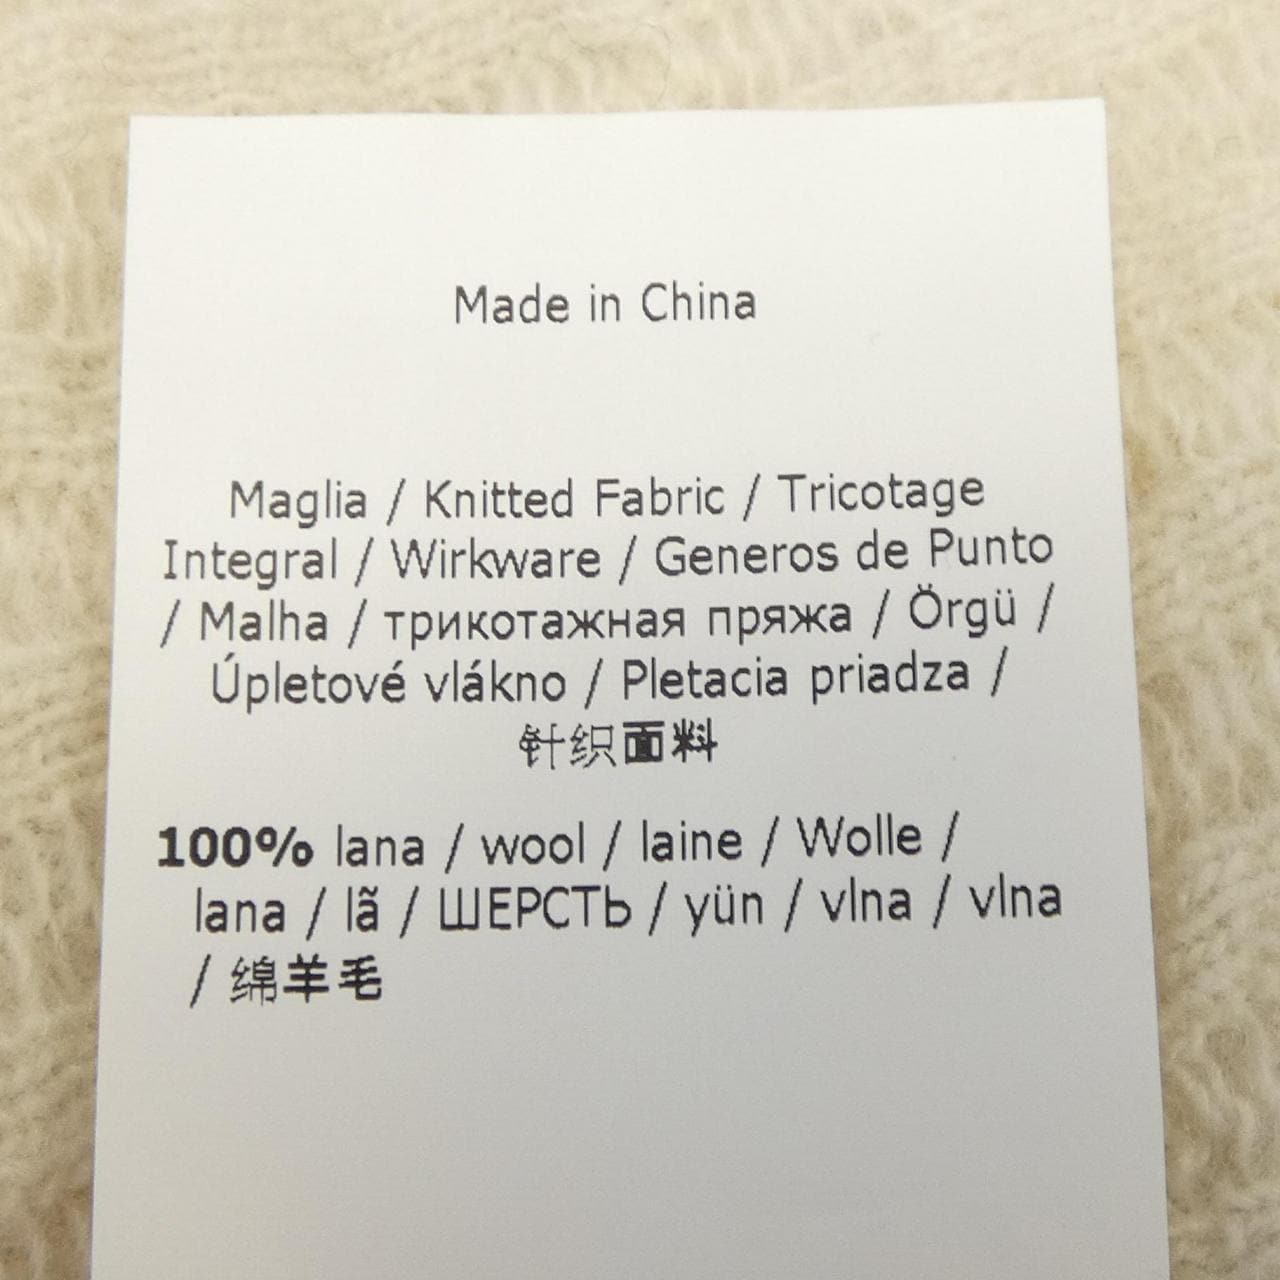 Made in China
Maglia / Knitted Fabric / Tricotage
Integral / Wirkware / Generos de Punto
/ Malha / трикотажная пряжа / Örgü /
Úpletové vlákno / Pletacia priadza /
针织面料
100% lana / wool / laine / Wolle /
lana / lã / ШЕРСТЬ / yün / vlna / vlna
/ 绵羊毛